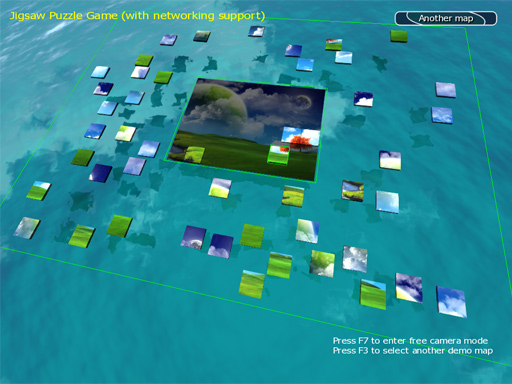 Jigsaw Puzzle Game (with networking support)
Another map
Press F7 to enter free camera mode
Press F3 to select another demo map